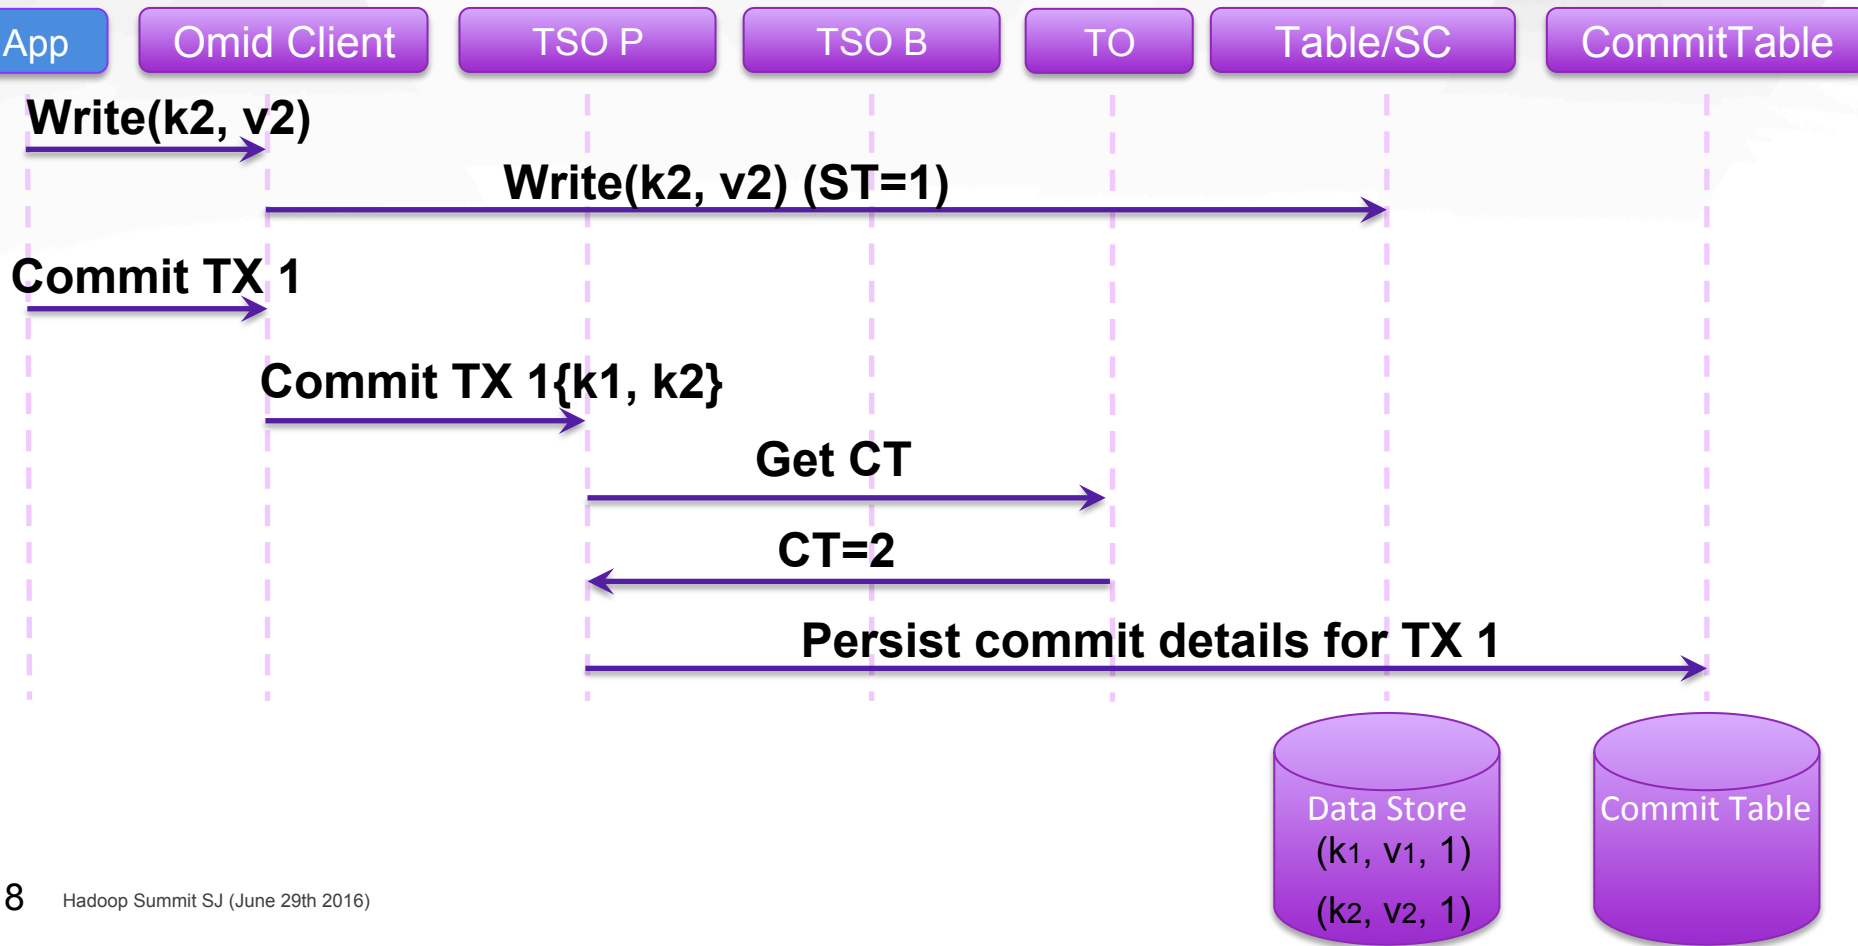 App Omid Client TSO P TSO B TO Table/SC CommitTable
Write(k2, v2)
Write(k2, v2) (ST=1)
Commit TX 1
Commit TX 1{k1, k2}
Get CT
CT=2
Persist commit details for TX 1
Data Store Commit Table
(k1, v1, 1)
(k2, v2, 1)
8 Hadoop Summit SJ (June 29th 2016)